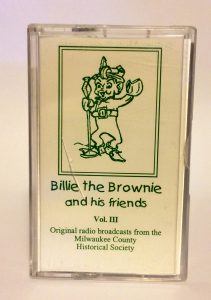 Billie the Brownie
and his friends
Vol. III
Original radio broadcasts from the
Milwaukee County
Historical Society